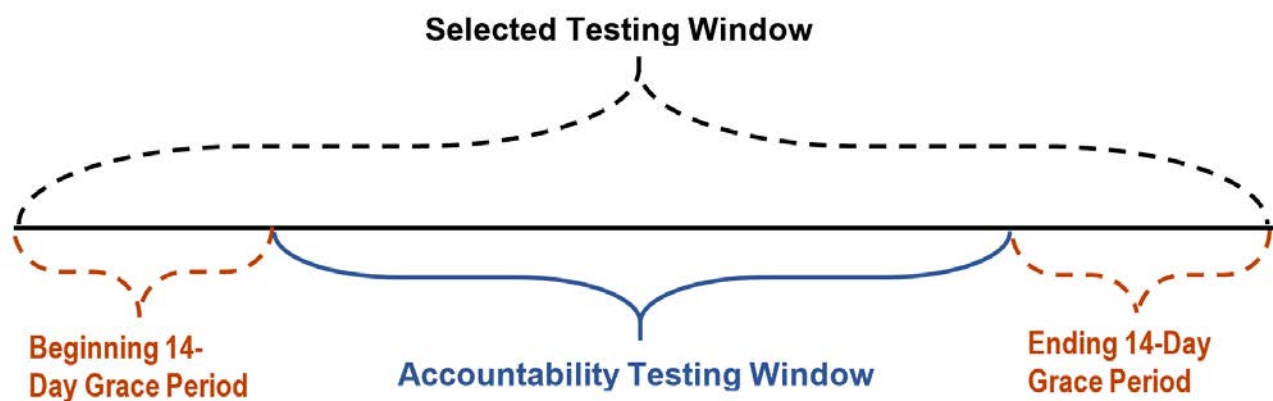 Selected Testing Window
Beginning 14-
Day Grace Period
Accountability Testing Window
Ending 14-Day
Grace Period